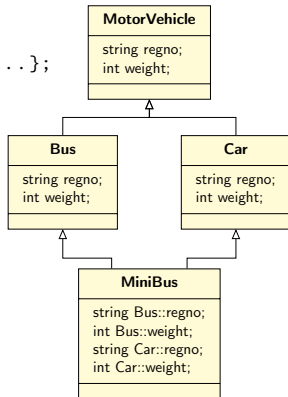 MotorVehicle
string regno;
int weight;
..};
Bus
string regno;
int weight;
Car
string regno;
int weight;
MiniBus
string Bus::regno;
int Bus::weight;
string Car::regno;
int Car::weight;